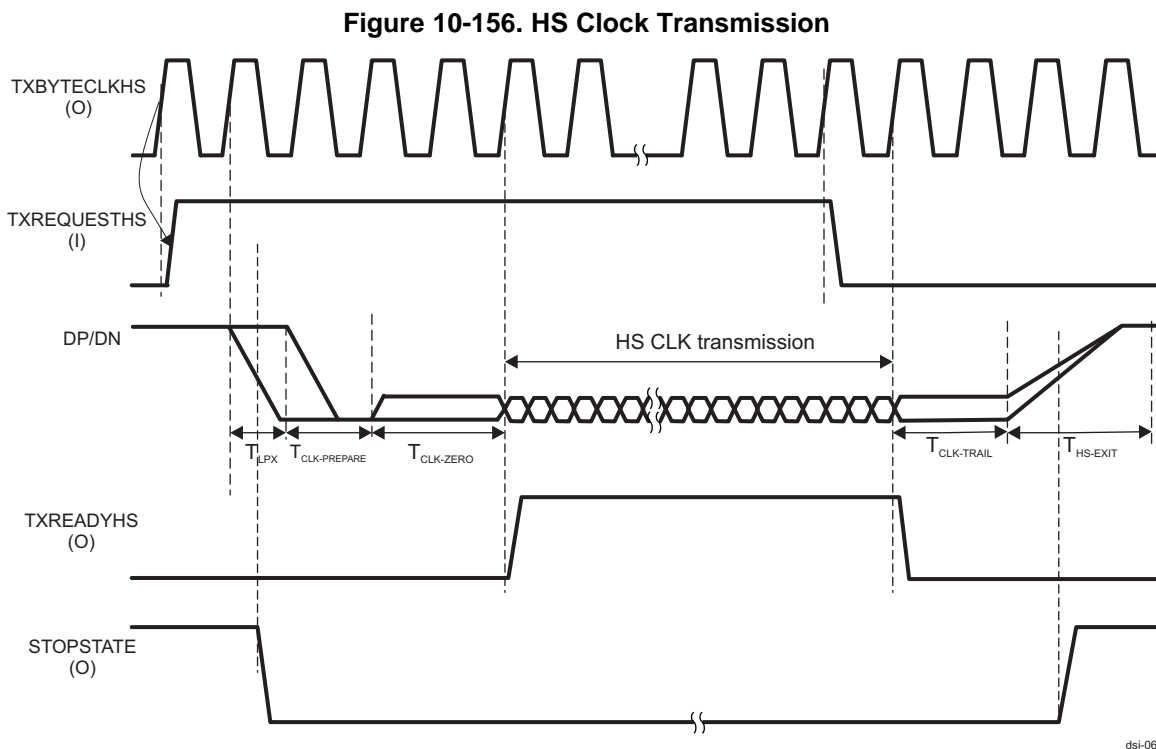 Figure 10-156. HS Clock Transmission
TXBYTECLKHS
(O)
TXREQUESTHS
(I)
DP/DN
HS CLK transmission
TLPX
TCLK-PREPARE
TCLK-ZERO
TCLK-TRAIL
THS-EXIT
TXREADYHS
(O)
STOPSTATE
(O)
dsi-06